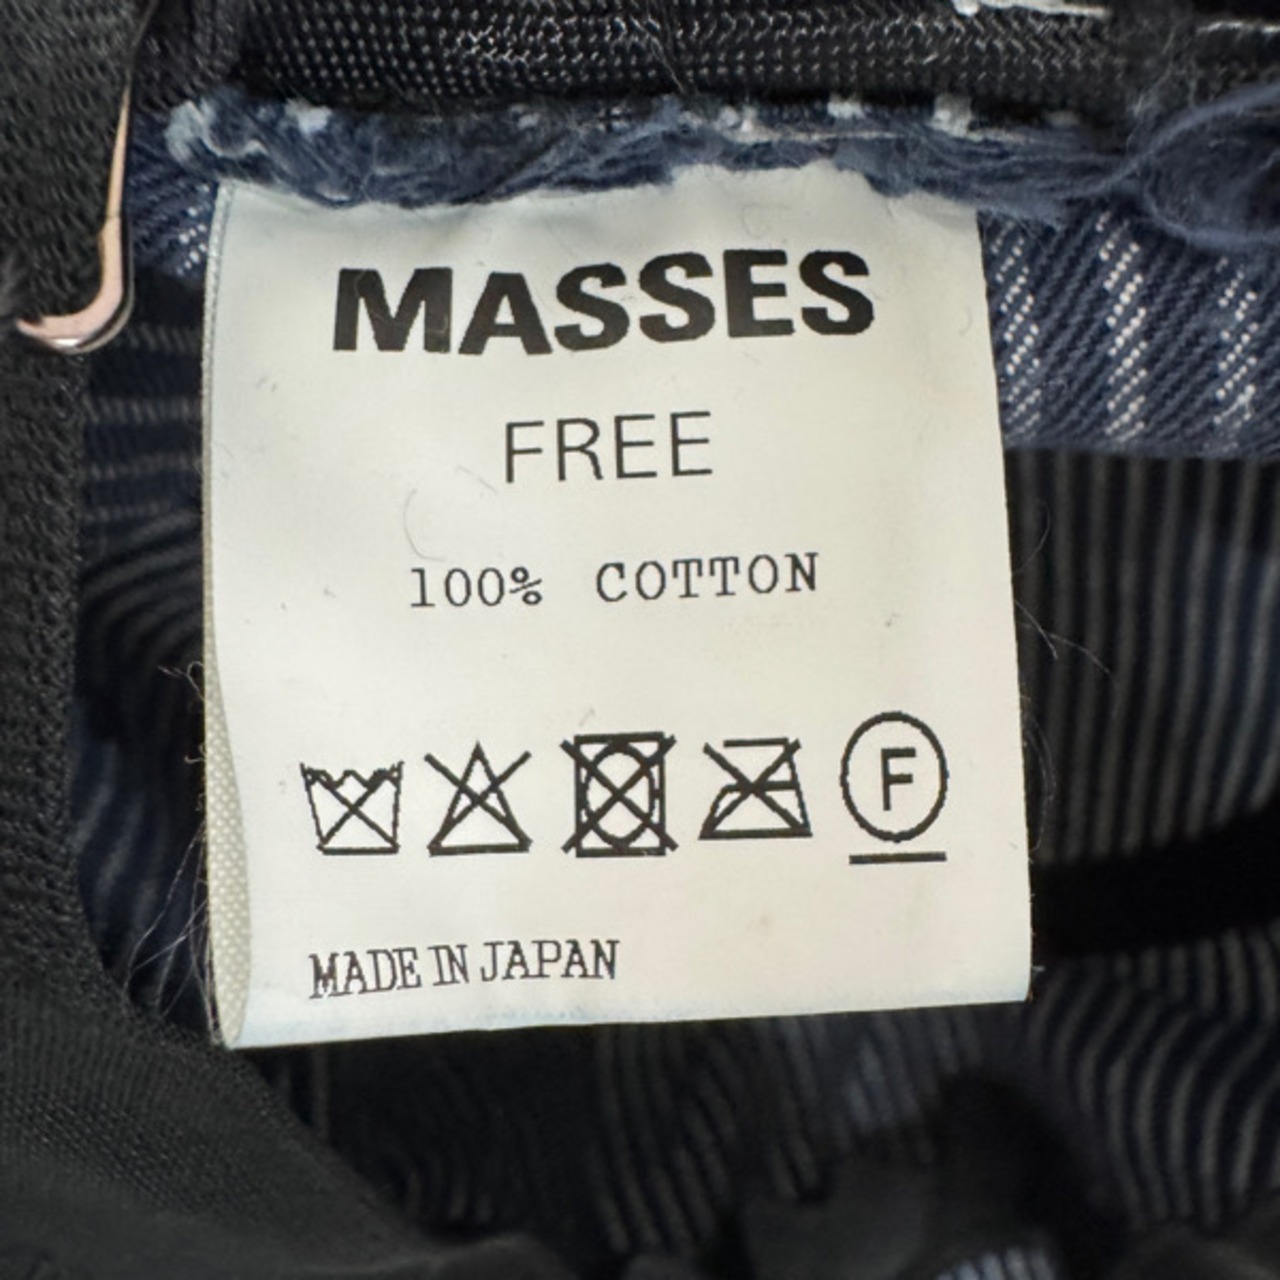 MASSES
FREE
100% COTTON
F
MADE IN JAPAN